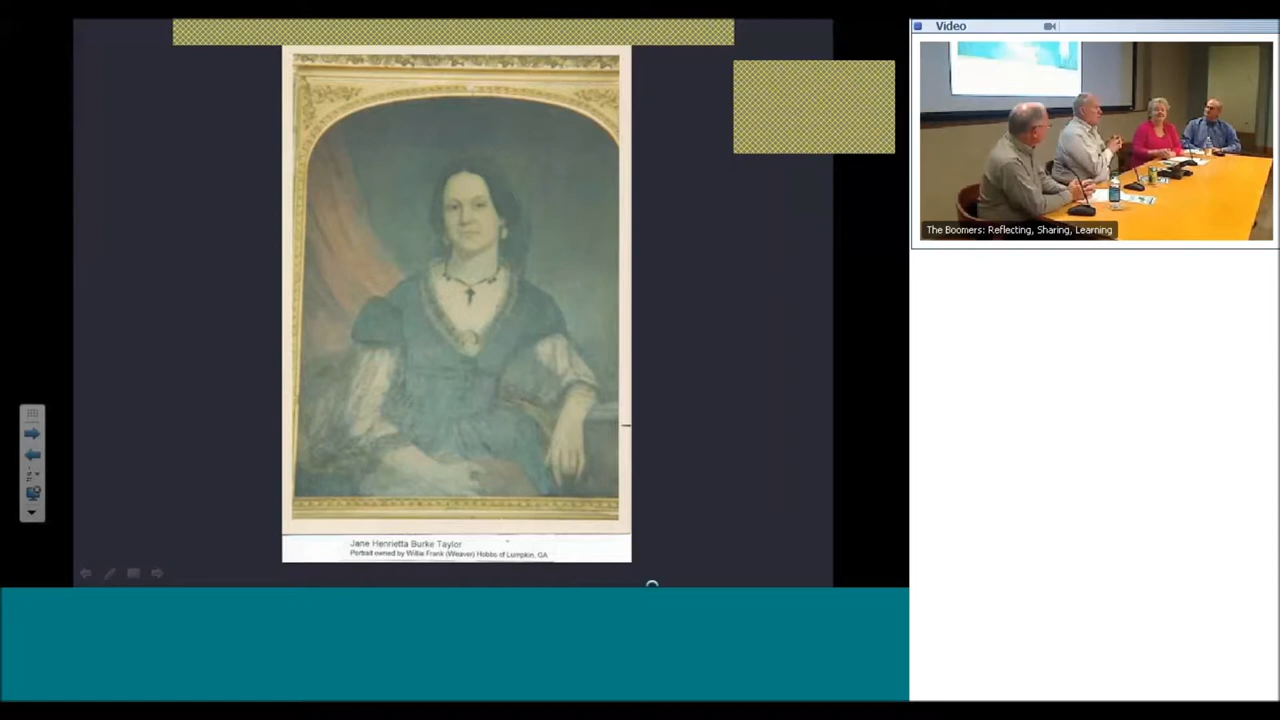 Video
The Boomers: Reflecting, Sharing, Learning
Jane Henrietta Burke Taylor
Portrait owned by Willie Frank (Weaver) Hobbs of Lumpkin, GA